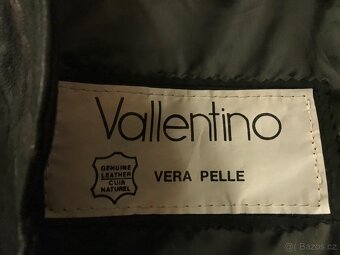 Vallentino
GENUINE
LEATHER
CUIR
NATUREL
VERA PELLE
©Bazos.cz